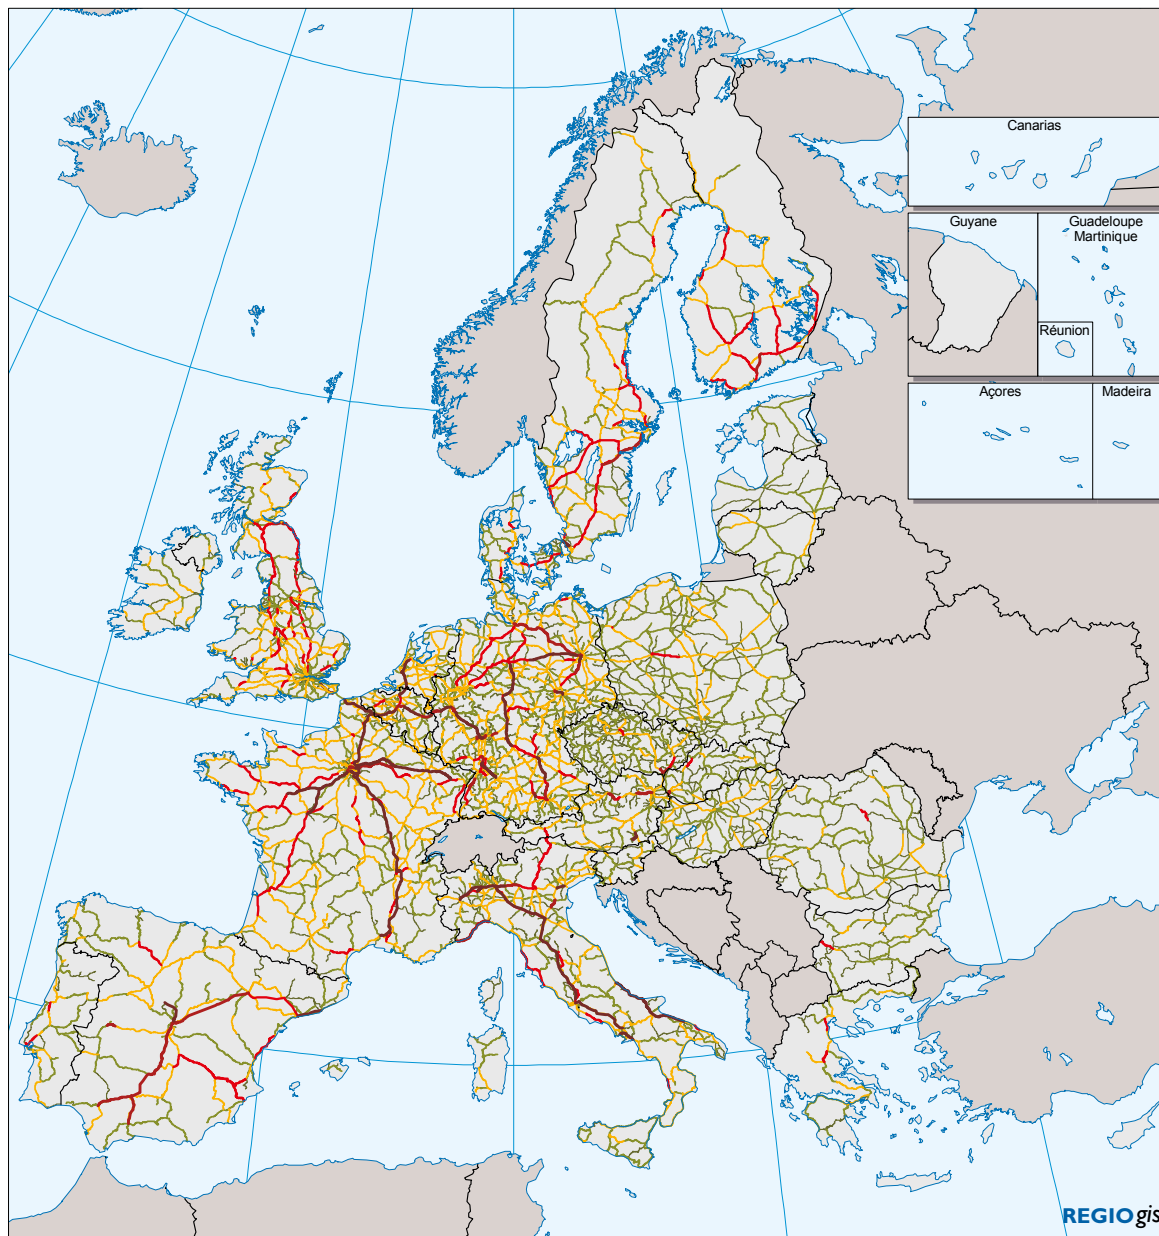 Canarias
Guyane
Guadeloupe
Martinique
Réunion
Açores
Madeira
REGIOgis